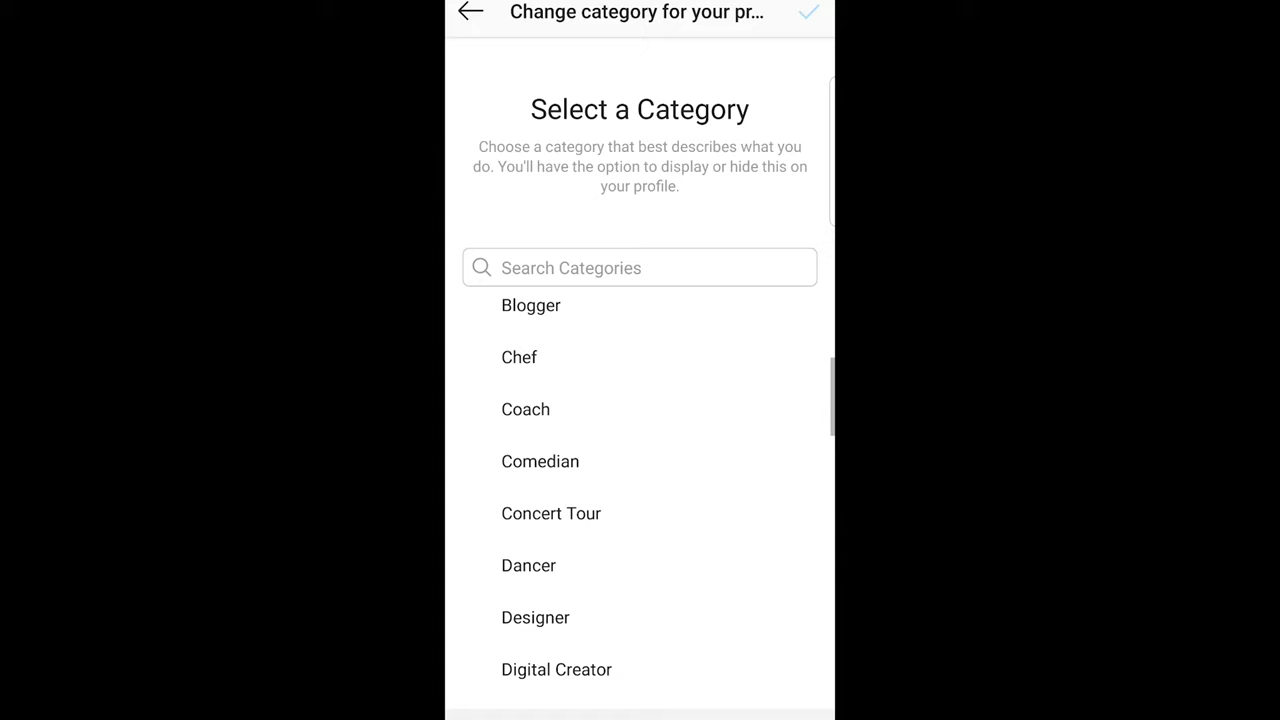 Change category for your pr...
Select a Category
Choose a category that best describes what you
do. You'll have the option to display or hide this on
your profile.
Search Categories
Blogger
Chef
Coach
Comedian
Concert Tour
Dancer
Designer
Digital Creator